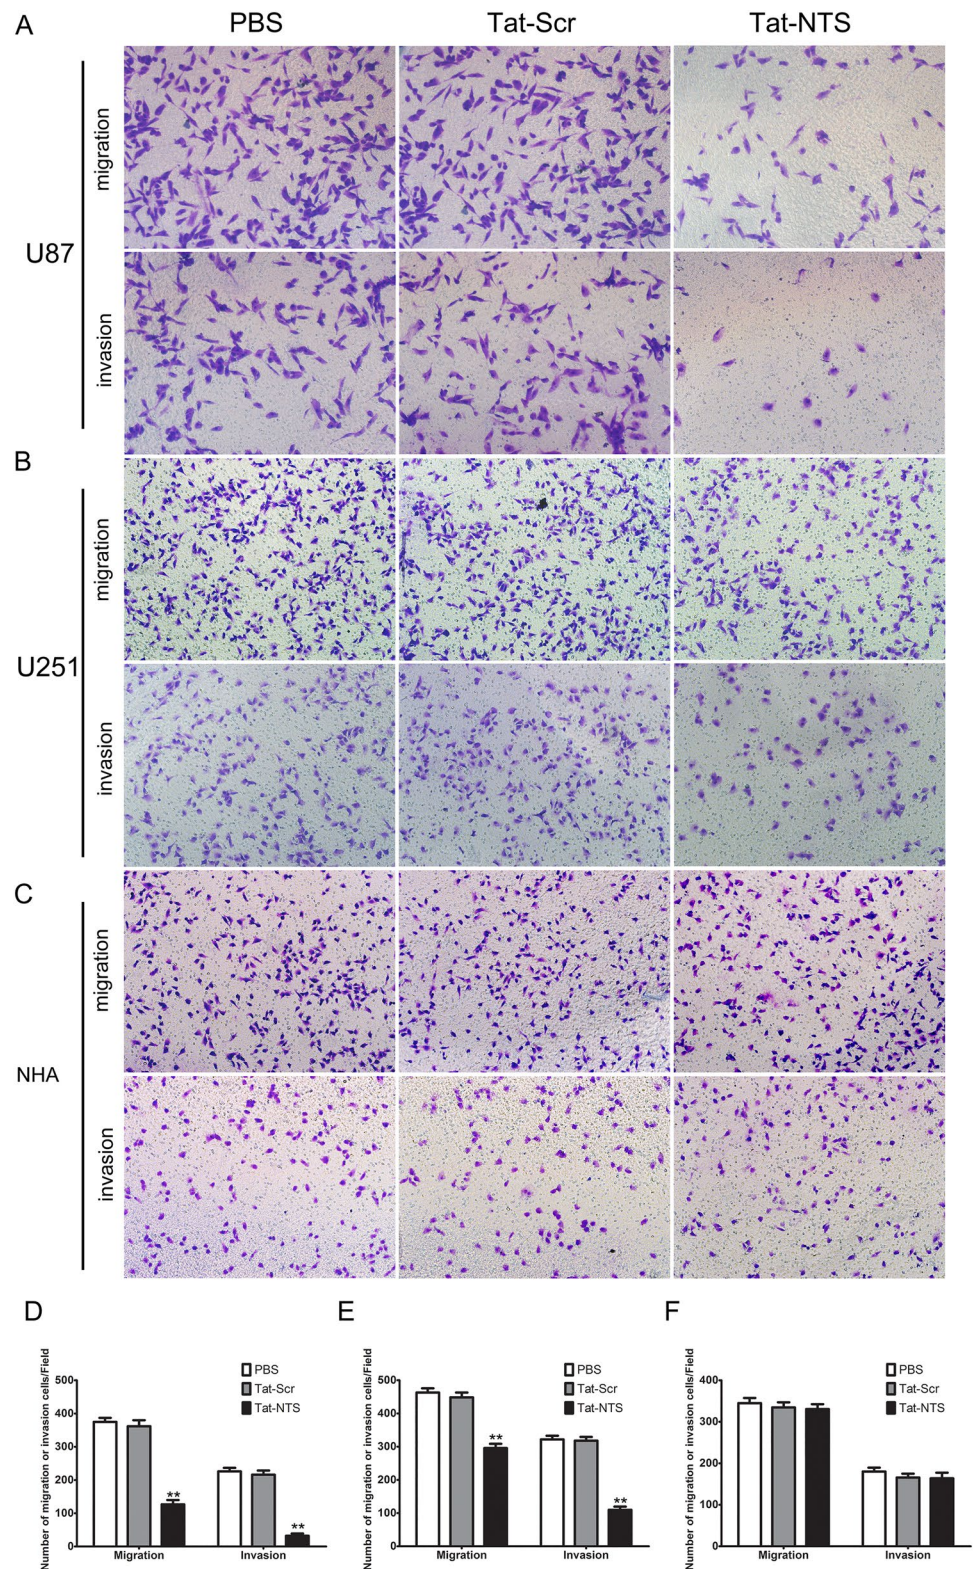 A
PBS
Tat-Scr
Tat-NTS
U87
migration
invasion
B
U251
migration
invasion
C
NHA
migration
invasion
D
Number of migration or invasion cells/Field
500
400
300
200
100
0
PBS
Tat-Scr
Tat-NTS
**
**
Migration
Invasion
E
Number of migration or invasion cells/Field
500
400
300
200
100
0
PBS
Tat-Scr
Tat-NTS
**
**
Migration
Invasion
F
Number of migration or invasion cells/Field
400
300
200
100
0
PBS
Tat-Scr
Tat-NTS
Migration
Invasion